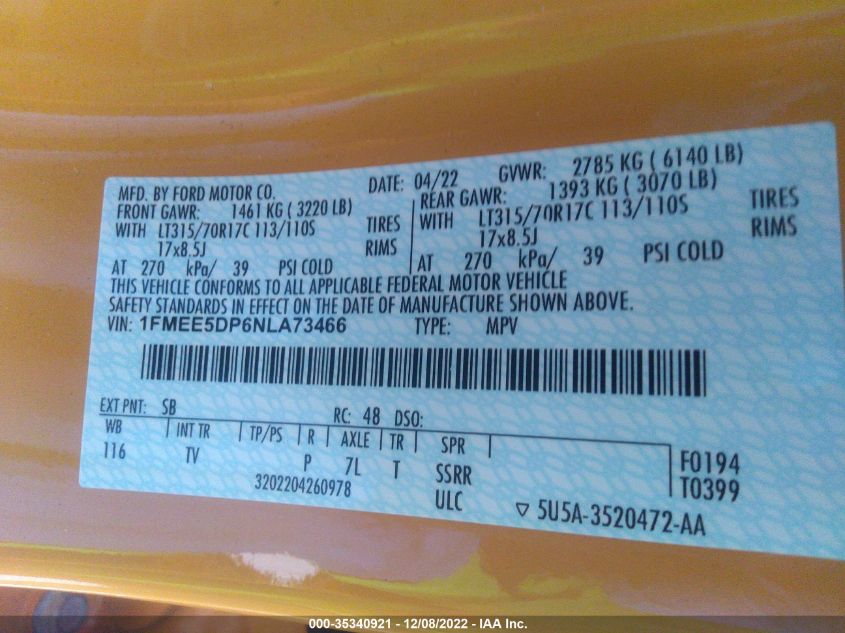 MFD. BY FORD MOTOR CO. DATE: 04/22 GVWR: 2785 KG ( 6140 LB)
FRONT GAWR: 1461 KG ( 3220 LB) REAR GAWR: 1393 KG ( 3070 LB)
WITH LT315/70R17C 113/110S TIRES WITH LT315/70R17C 113/110S TIRES
17x8.5J RIMS 17x8.5J RIMS
AT 270 kPa/ 39 PSI COLD AT 270 kPa/ 39 PSI COLD
THIS VEHICLE CONFORMS TO ALL APPLICABLE FEDERAL MOTOR VEHICLE
SAFETY STANDARDS IN EFFECT ON THE DATE OF MANUFACTURE SHOWN ABOVE.
VIN: 1FMEE5DP6NLA73466 TYPE: MPV
EXT PNT: SB RC: 48 DSO:
WB INT TR TP/PS R AXLE TR SPR
116 TV P 7L T SSRR F0194
3202204260978 ULC T0399
▽ 5U5A-3520472-AA
000-35340921 - 12/08/2022 - IAA Inc.